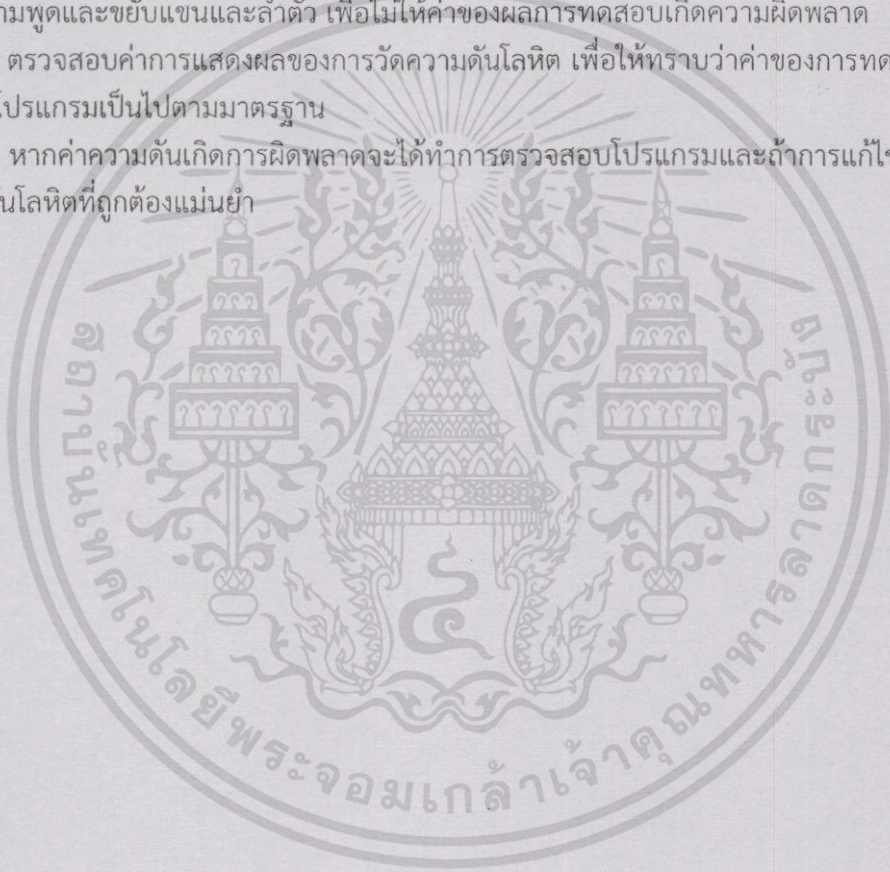 ามพูดและขยับแขนและลำตัว เพื่อไม่ให้ค่าของผลการทดสอบเกิดความผิดพลาด
ตรวจสอบค่าการแสดงผลของการวัดความดันโลหิต เพื่อให้ทราบว่าค่าของการทด
โปรแกรมเป็นไปตามมาตรฐาน
หากค่าความดันเกิดการผิดพลาดจะได้ทำการตรวจสอบโปรแกรมและถ้าการแก้ไข
นโลหิตที่ถูกต้องแม่นยำ
สถาบันเทคโนโลยีพระจอมเกล้าเจ้าคุณทหารลาดกระบัง
๔